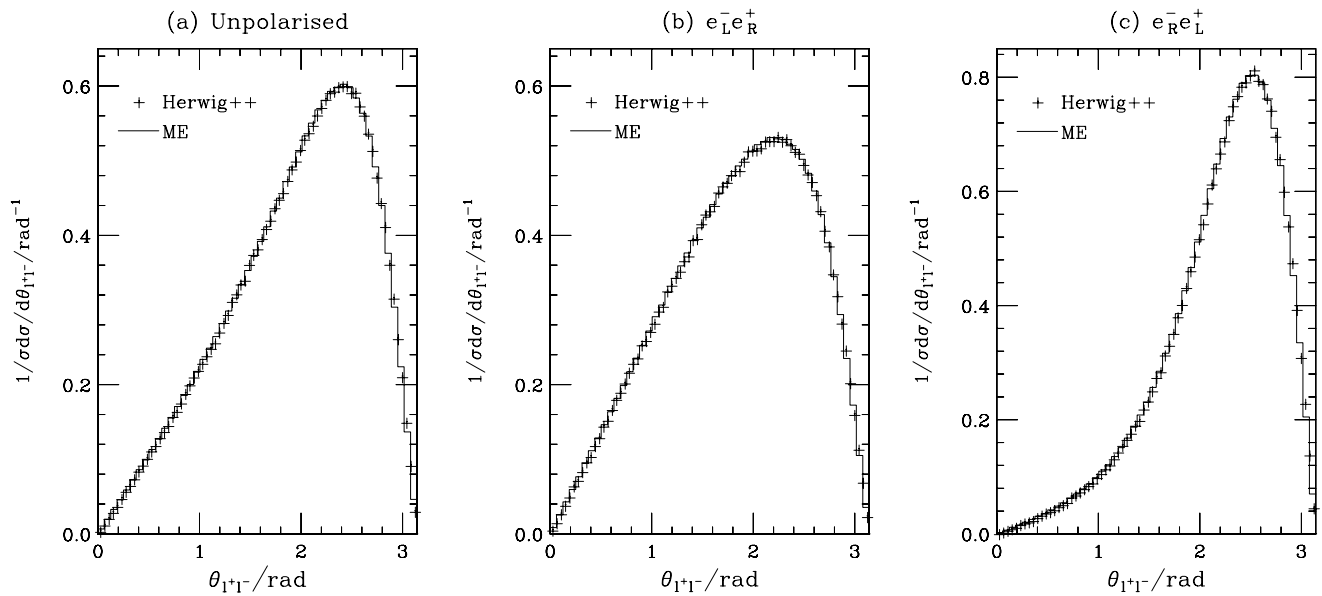 (a) Unpolarised
0.6
0.4
0.2
0.0
0 1 2 3
1/σdσ/dθ_{l⁺l⁻}/rad⁻¹
θ_{l⁺l⁻}/rad
Herwig++
ME
(b) e⁻_L e⁺_R
0.6
0.4
0.2
0.0
0 1 2 3
1/σdσ/dθ_{l⁺l⁻}/rad⁻¹
θ_{l⁺l⁻}/rad
Herwig++
ME
(c) e⁻_R e⁺_L
0.8
0.6
0.4
0.2
0.0
0 1 2 3
1/σdσ/dθ_{l⁺l⁻}/rad⁻¹
θ_{l⁺l⁻}/rad
Herwig++
ME